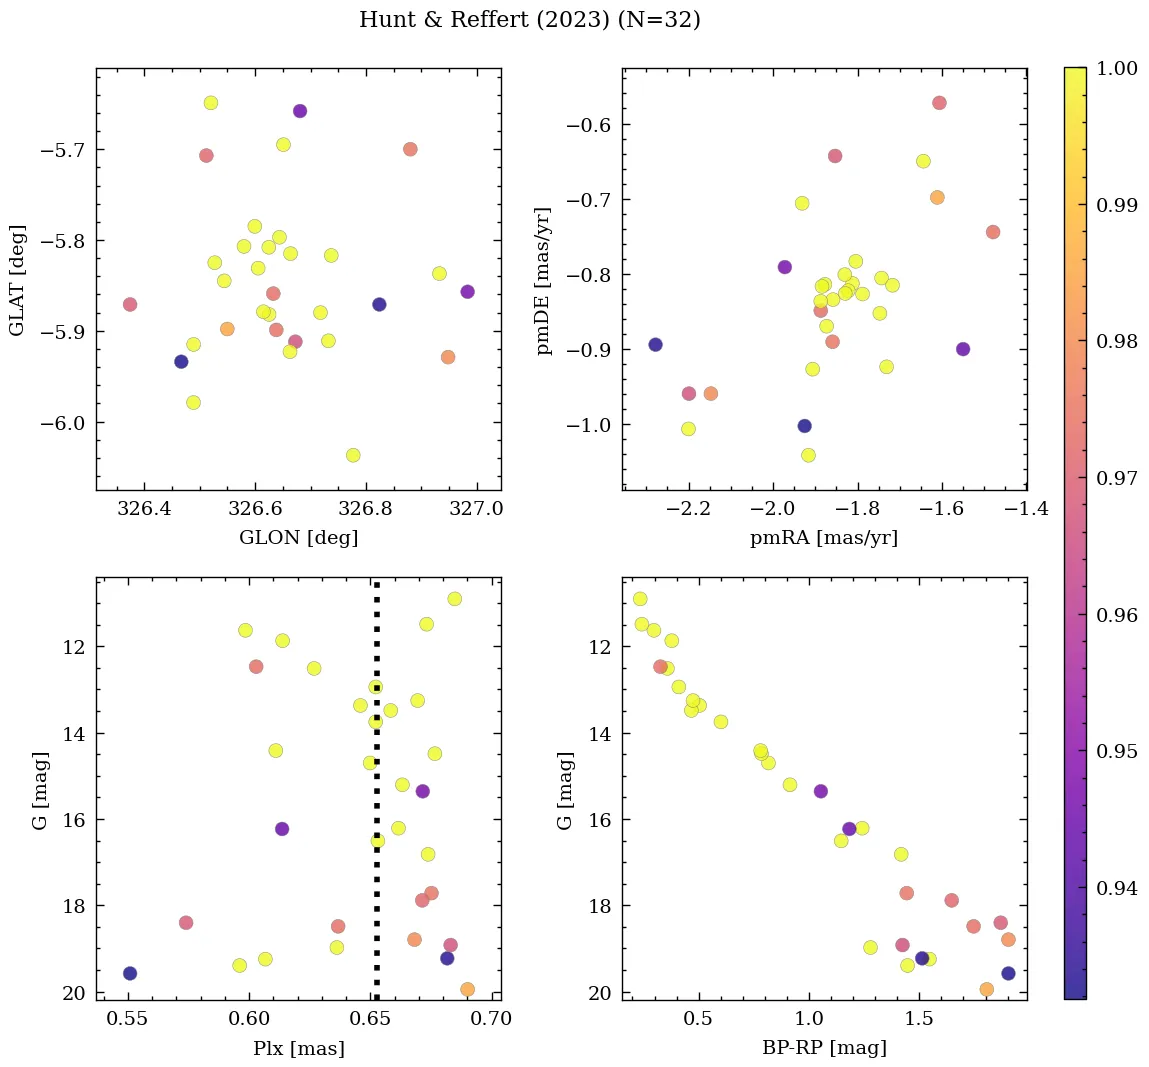 Hunt & Reffert (2023) (N=32)
−5.7
−5.8
−5.9
−6.0
GLAT [deg]
326.4 326.6 326.8 327.0
GLON [deg]
−0.6
−0.7
−0.8
−0.9
−1.0
pmDE [mas/yr]
−2.2 −2.0 −1.8 −1.6 −1.4
pmRA [mas/yr]
12
14
16
18
20
G [mag]
0.55 0.60 0.65 0.70
Plx [mas]
12
14
16
18
20
G [mag]
0.5 1.0 1.5
BP-RP [mag]
1.00
0.99
0.98
0.97
0.96
0.95
0.94